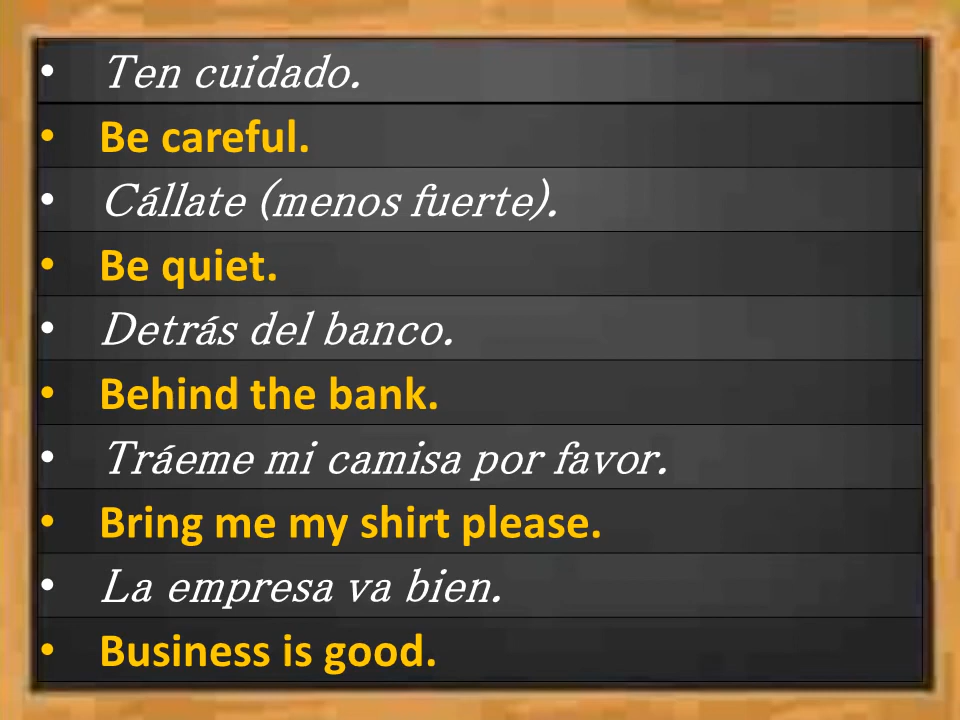 • Ten cuidado.
• Be careful.
• Cállate (menos fuerte).
• Be quiet.
• Detrás del banco.
• Behind the bank.
• Tráeme mi camisa por favor.
• Bring me my shirt please.
• La empresa va bien.
• Business is good.